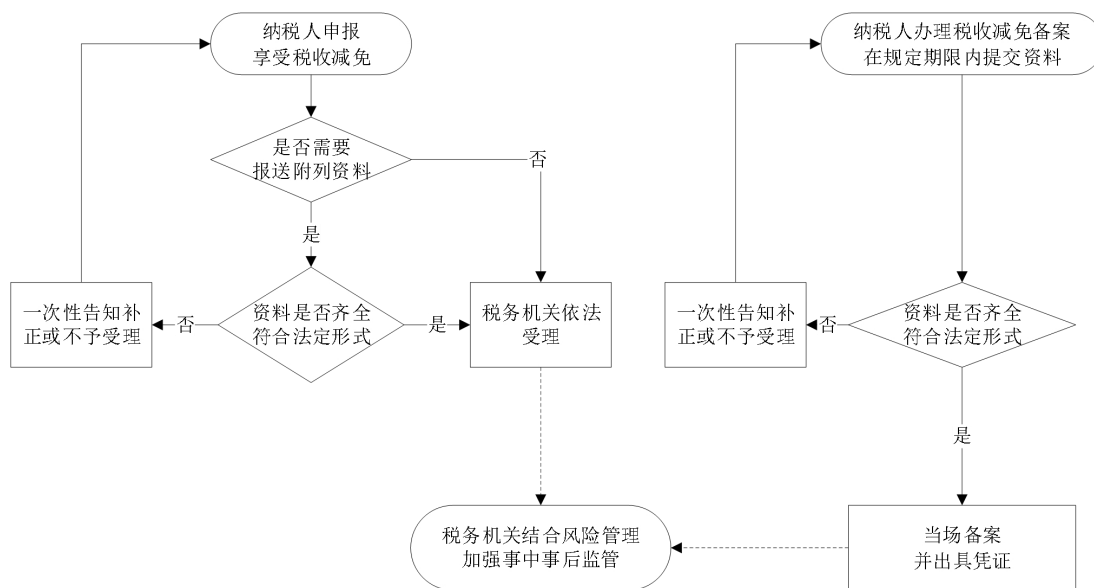 纳税人申报
享受税收减免
是否需要
报送附列资料
否
是
一次性告知补
正或不予受理
否
资料是否齐全
符合法定形式
是
税务机关依法
受理
纳税人办理税收减免备案
在规定期限内提交资料
一次性告知补
正或不予受理
否
资料是否齐全
符合法定形式
是
税务机关结合风险管理
加强事中事后监管
当场备案
并出具凭证